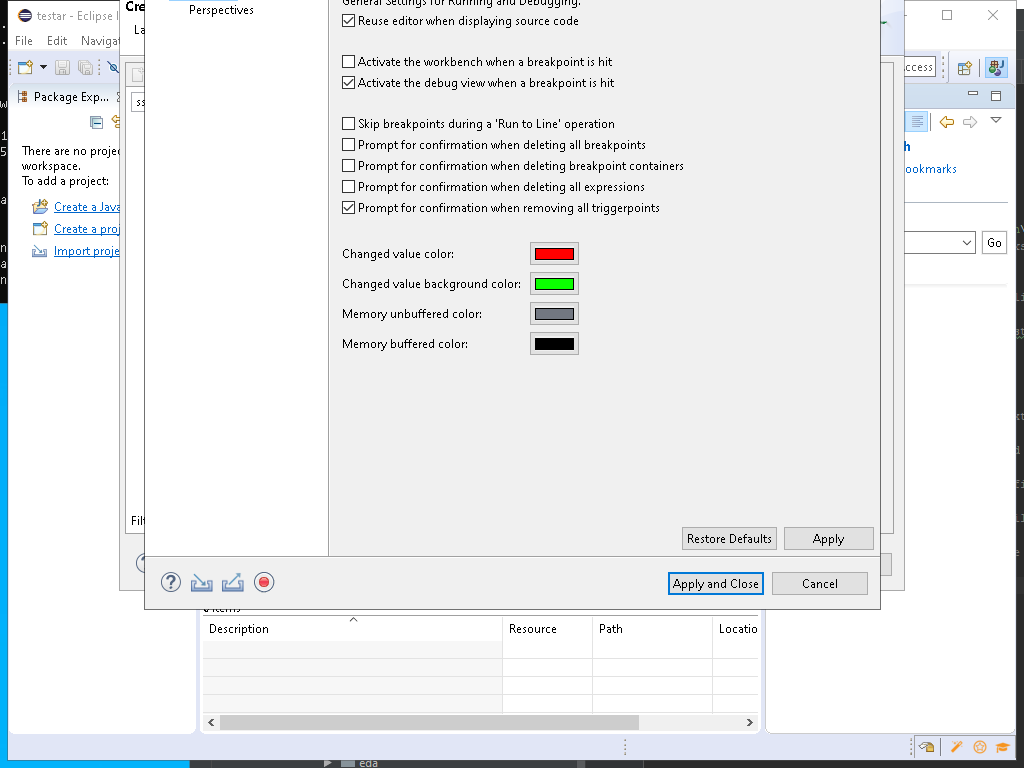 testar - Eclipse I
File Edit Navigat
Cre
La
Perspectives
General Settings for Running and Debugging.
Reuse editor when displaying source code
Activate the workbench when a breakpoint is hit
Activate the debug view when a breakpoint is hit
Skip breakpoints during a 'Run to Line' operation
Prompt for confirmation when deleting all breakpoints
Prompt for confirmation when deleting breakpoint containers
Prompt for confirmation when deleting all expressions
Prompt for confirmation when removing all triggerpoints
Changed value color:
Changed value background color:
Memory unbuffered color:
Memory buffered color:
Restore Defaults Apply
Apply and Close Cancel
Package Exp...
There are no projec
workspace.
To add a project:
Create a Java
Create a proj
Import proje
ccess
h
ookmarks
Go
Filt
0 items
Description Resource Path Locatio
eda